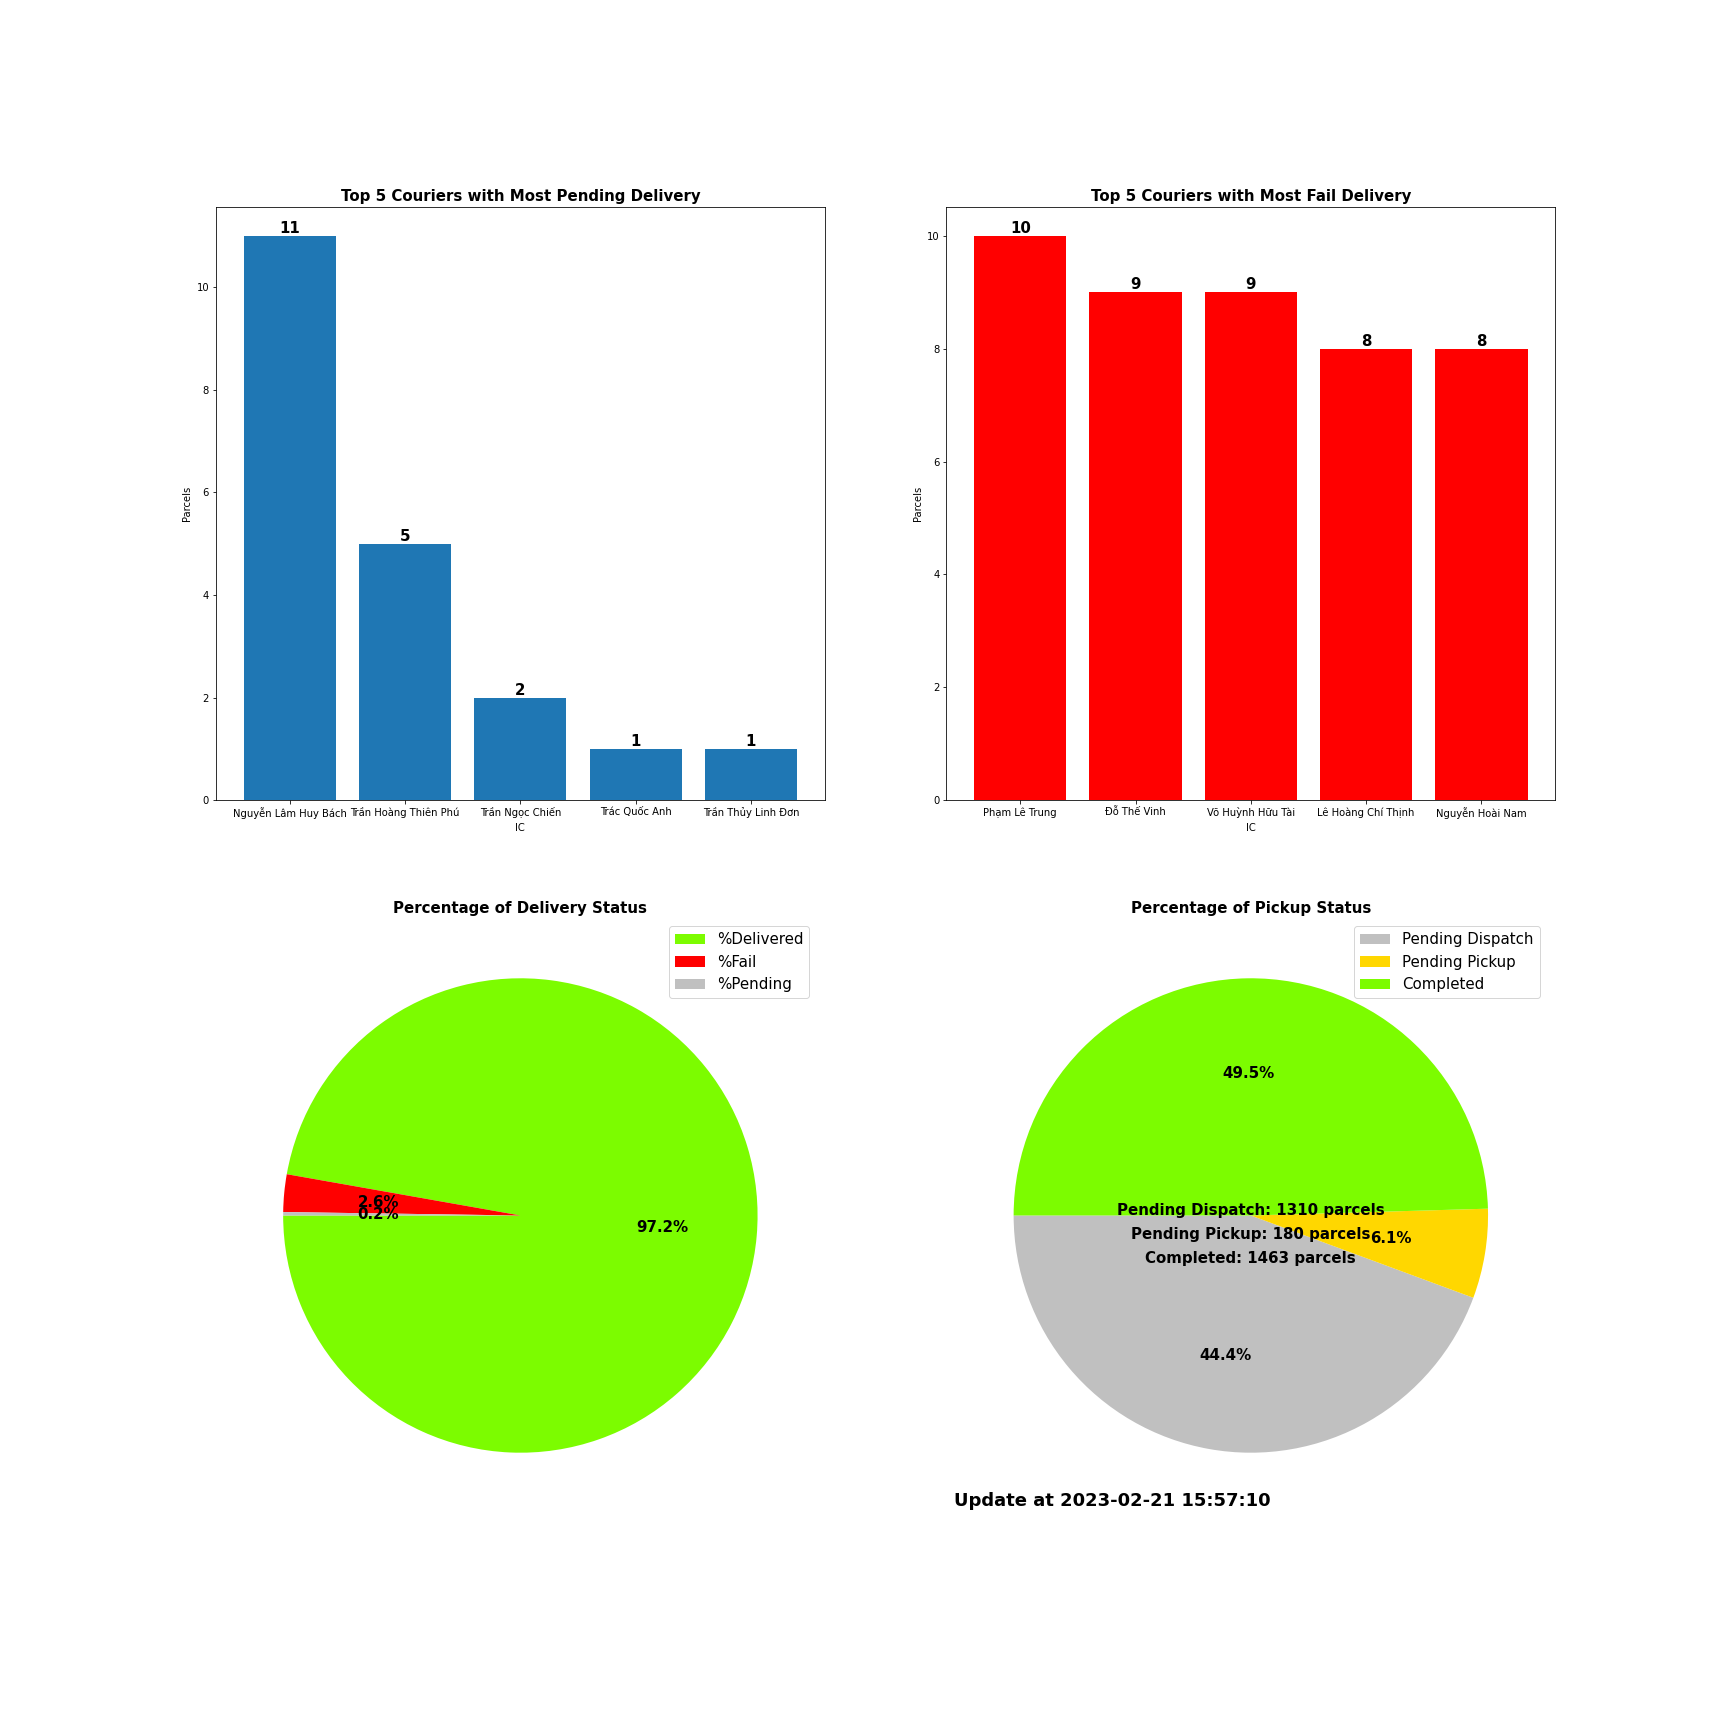 Top 5 Couriers with Most Pending Delivery
11
5
2
1
1
10
8
6
4
2
0
Parcels
Nguyễn Lâm Huy Bách
Trần Hoàng Thiên Phú
Trần Ngọc Chiến
Trác Quốc Anh
Trần Thủy Linh Đơn
IC
Top 5 Couriers with Most Fail Delivery
10
9
9
8
8
10
8
6
4
2
0
Parcels
Phạm Lê Trung
Đỗ Thế Vinh
Võ Huỳnh Hữu Tài
Lê Hoàng Chí Thịnh
Nguyễn Hoài Nam
IC
Percentage of Delivery Status
%Delivered
%Fail
%Pending
2.6%
0.2%
97.2%
Percentage of Pickup Status
Pending Dispatch
Pending Pickup
Completed
49.5%
Pending Dispatch: 1310 parcels
Pending Pickup: 180 parcels
6.1%
Completed: 1463 parcels
44.4%
Update at 2023-02-21 15:57:10